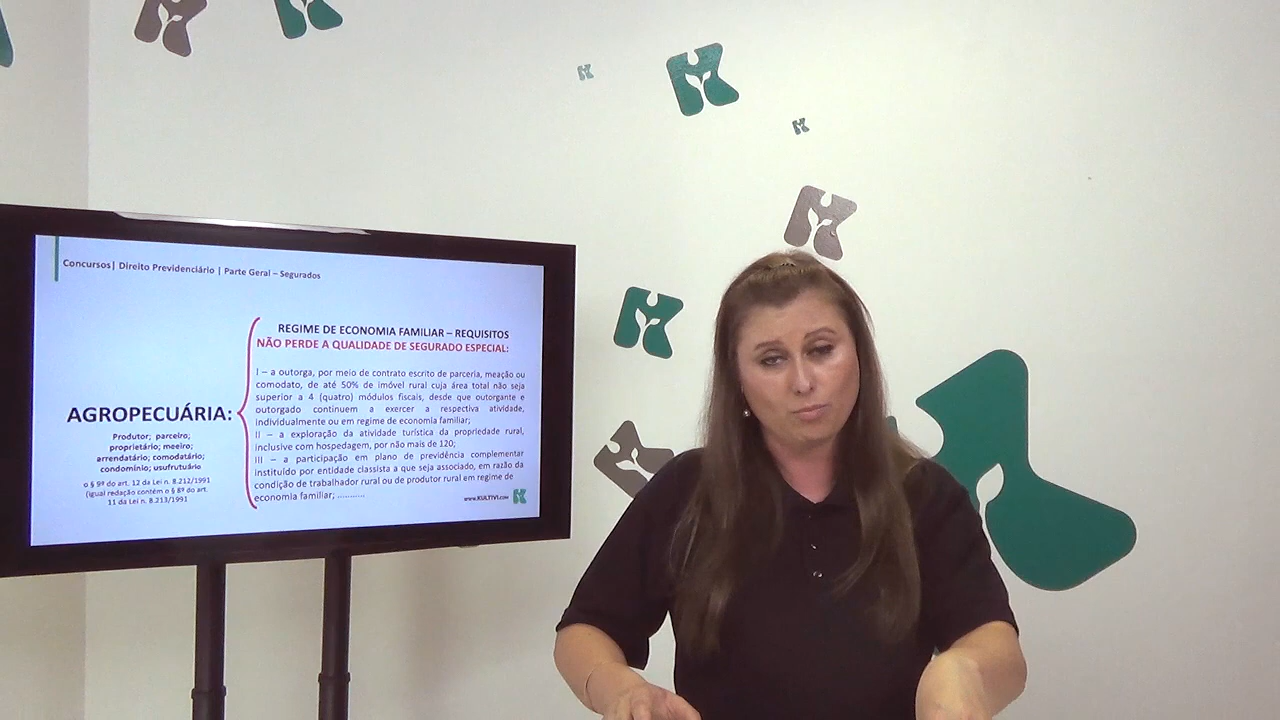 Concursos| Direito Previdenciário | Parte Geral – Segurados
REGIME DE ECONOMIA FAMILIAR – REQUISITOS
NÃO PERDE A QUALIDADE DE SEGURADO ESPECIAL:
I – a outorga, por meio de contrato escrito de parceria, meação ou
comodato, de até 50% de imóvel rural cuja área total não seja
superior a 4 (quatro) módulos fiscais, desde que outorgante e
outorgado continuem a exercer a respectiva atividade,
individualmente ou em regime de economia familiar;
II – a exploração da atividade turística da propriedade rural,
inclusive com hospedagem, por não mais de 120;
III – a participação em plano de previdência complementar
instituído por entidade classista a que seja associado, em razão da
condição de trabalhador rural ou de produtor rural em regime de
economia familiar; ...........
AGROPECUÁRIA:
Produtor; parceiro;
proprietário; meeiro;
arrendatário; comodatário;
condomínio; usufrutuário
o § 9º do art. 12 da Lei n. 8.212/1991
(igual redação contém o § 8º do art.
11 da Lei n. 8.213/1991
www.KULTIVI.COM